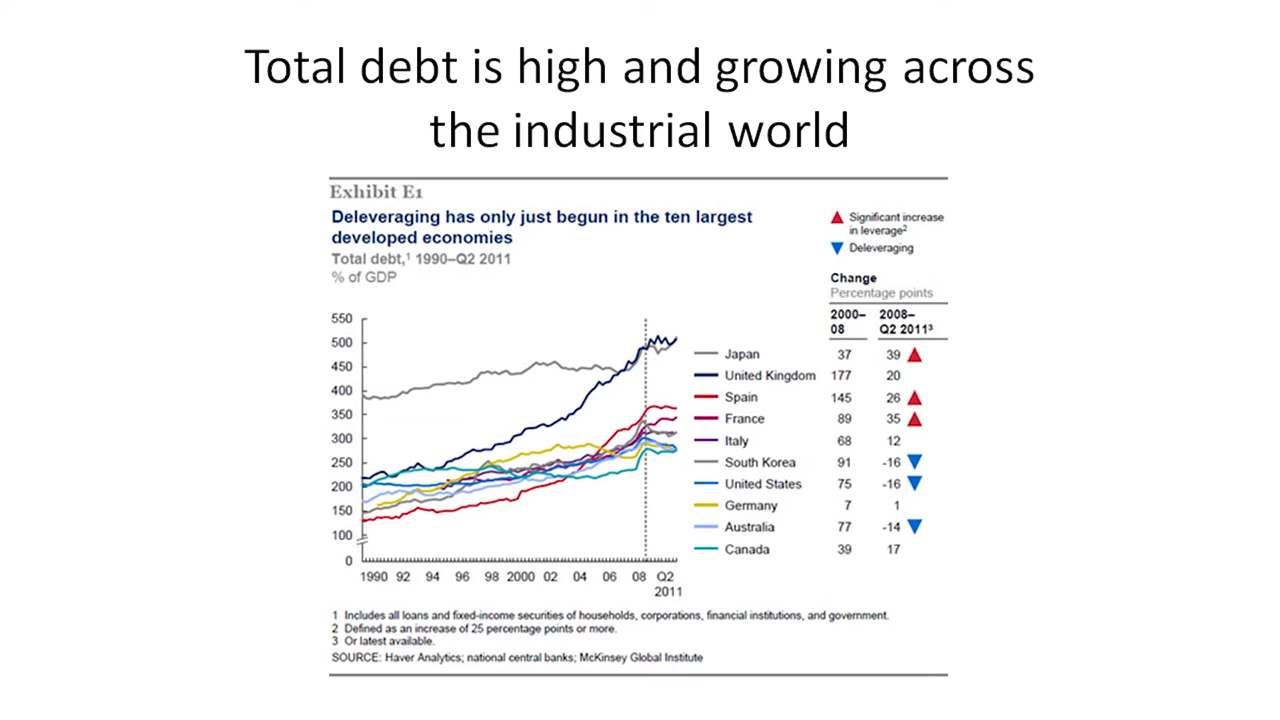 Total debt is high and growing across
the industrial world
Exhibit E1
Deleveraging has only just begun in the ten largest
developed economies
Total debt,1 1990–Q2 2011
% of GDP
Significant increase
in leverage2
Deleveraging
Change
Percentage points
2000– 2008–
08 Q2 20113
550
500
450
400
350
300
250
200
150
100
0
1990 92 94 96 98 2000 02 04 06 08 Q2
2011
Japan 37 39
United Kingdom 177 20
Spain 145 26
France 89 35
Italy 68 12
South Korea 91 -16
United States 75 -16
Germany 7 1
Australia 77 -14
Canada 39 17
1 Includes all loans and fixed-income securities of households, corporations, financial institutions, and government.
2 Defined as an increase of 25 percentage points or more.
3 Or latest available.
SOURCE: Haver Analytics; national central banks; McKinsey Global Institute